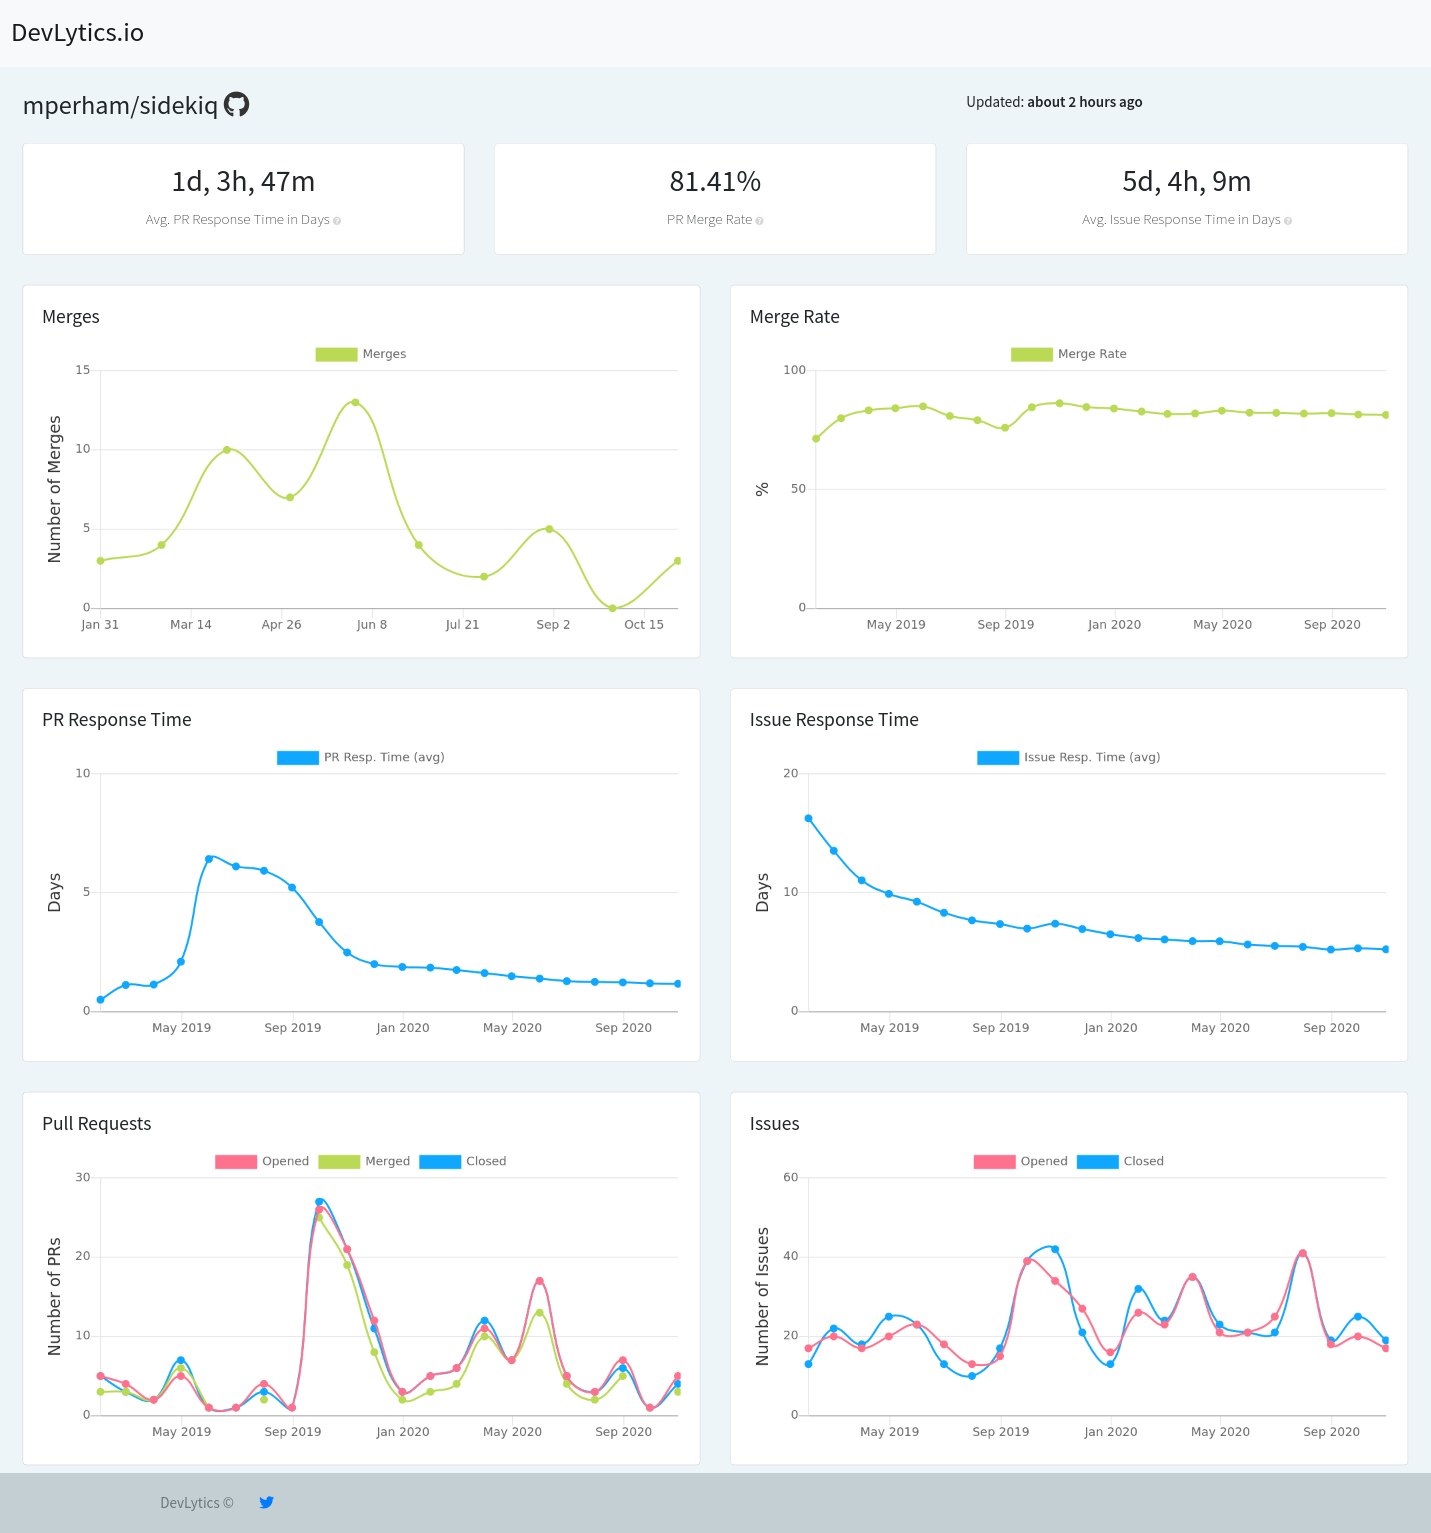 DevLytics.io
mperham/sidekiq
Updated: about 2 hours ago
1d, 3h, 47m
Avg. PR Response Time in Days ?
81.41%
PR Merge Rate ?
5d, 4h, 9m
Avg. Issue Response Time in Days ?
Merges
Merges
Number of Merges
15
10
5
0
Jan 31 Mar 14 Apr 26 Jun 8 Jul 21 Sep 2 Oct 15
Merge Rate
Merge Rate
%
100
50
0
May 2019 Sep 2019 Jan 2020 May 2020 Sep 2020
PR Response Time
PR Resp. Time (avg)
Days
10
5
0
May 2019 Sep 2019 Jan 2020 May 2020 Sep 2020
Issue Response Time
Issue Resp. Time (avg)
Days
20
10
0
May 2019 Sep 2019 Jan 2020 May 2020 Sep 2020
Pull Requests
Opened Merged Closed
Number of PRs
30
20
10
0
May 2019 Sep 2019 Jan 2020 May 2020 Sep 2020
Issues
Opened Closed
Number of Issues
60
40
20
0
May 2019 Sep 2019 Jan 2020 May 2020 Sep 2020
DevLytics ©